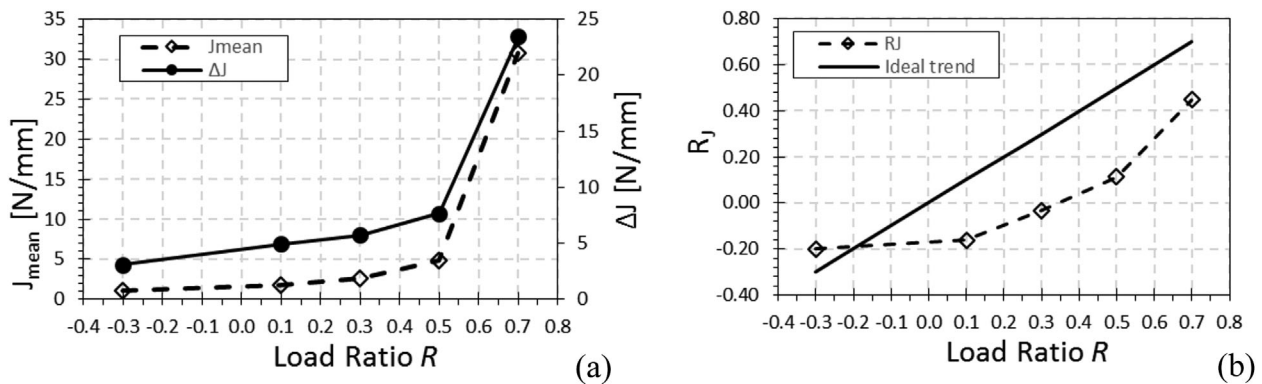 35
30
25
20
15
10
5
0
J_mean [N/mm]
Jmean
ΔJ
25
20
15
10
5
0
ΔJ [N/mm]
-0.4 -0.3 -0.2 -0.1 0.0 0.1 0.2 0.3 0.4 0.5 0.6 0.7 0.8
Load Ratio R
(a)
0.80
0.60
0.40
0.20
0.00
-0.20
-0.40
R_J
RJ
Ideal trend
-0.4 -0.3 -0.2 -0.1 0.0 0.1 0.2 0.3 0.4 0.5 0.6 0.7 0.8
Load Ratio R
(b)